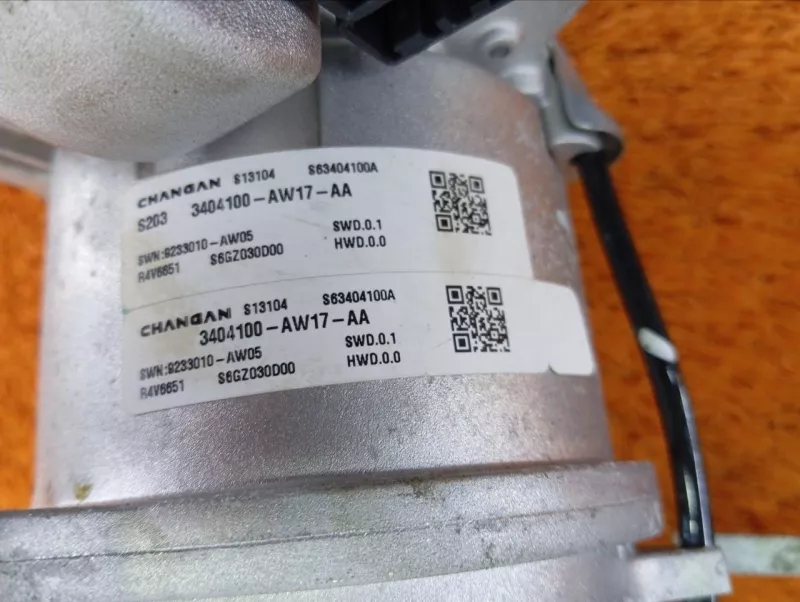 CHANGAN S13104 S63404100A
S203 3404100-AW17-AA
SWN:9233010-AW05 SWD.0.1
R4V6651 S6GZ030D00 HWD.0.0
CHANGAN S13104 S63404100A
3404100-AW17-AA
SWN:9233010-AW05 SWD.0.1
R4V6651 S6GZ030D00 HWD.0.0